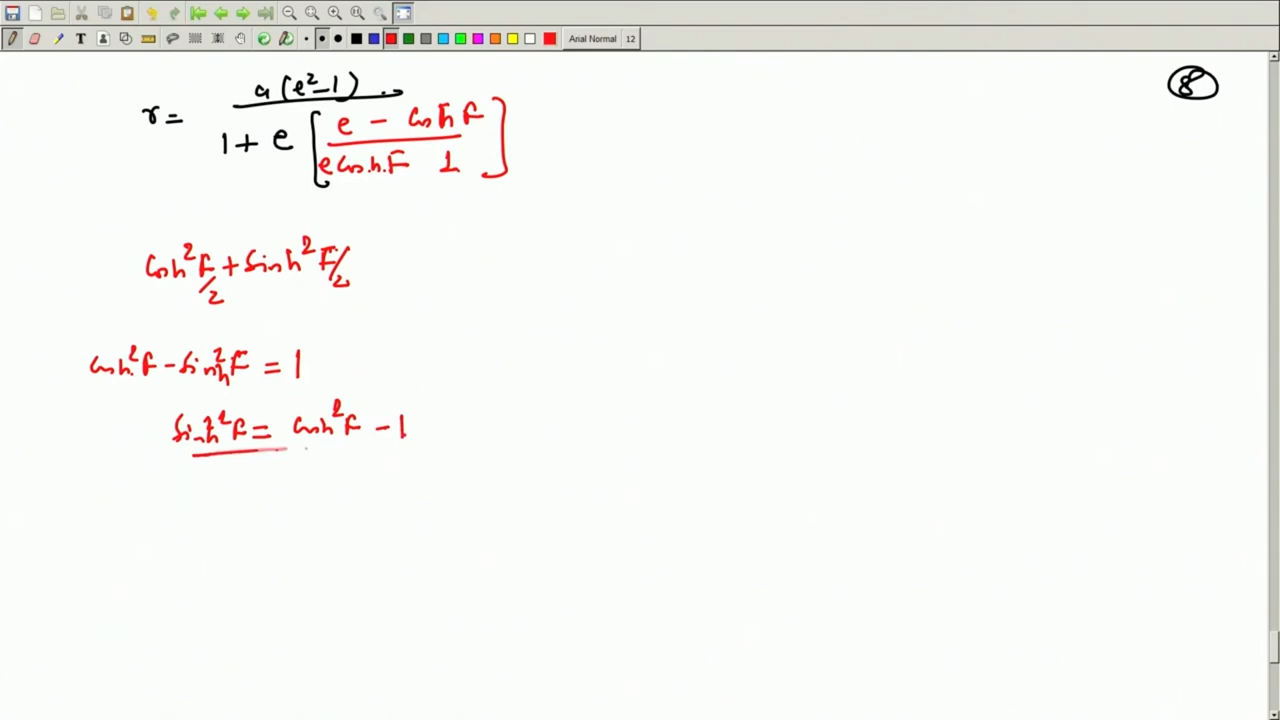 Arial Normal 12
8
r = a(e²-1)
1 + e [ e - cosh F
e cos.h.F 1 ]
cosh² F/2 + sinh² F/2
cosh² F - sinh² F = 1
sinh² F = cosh² F - 1